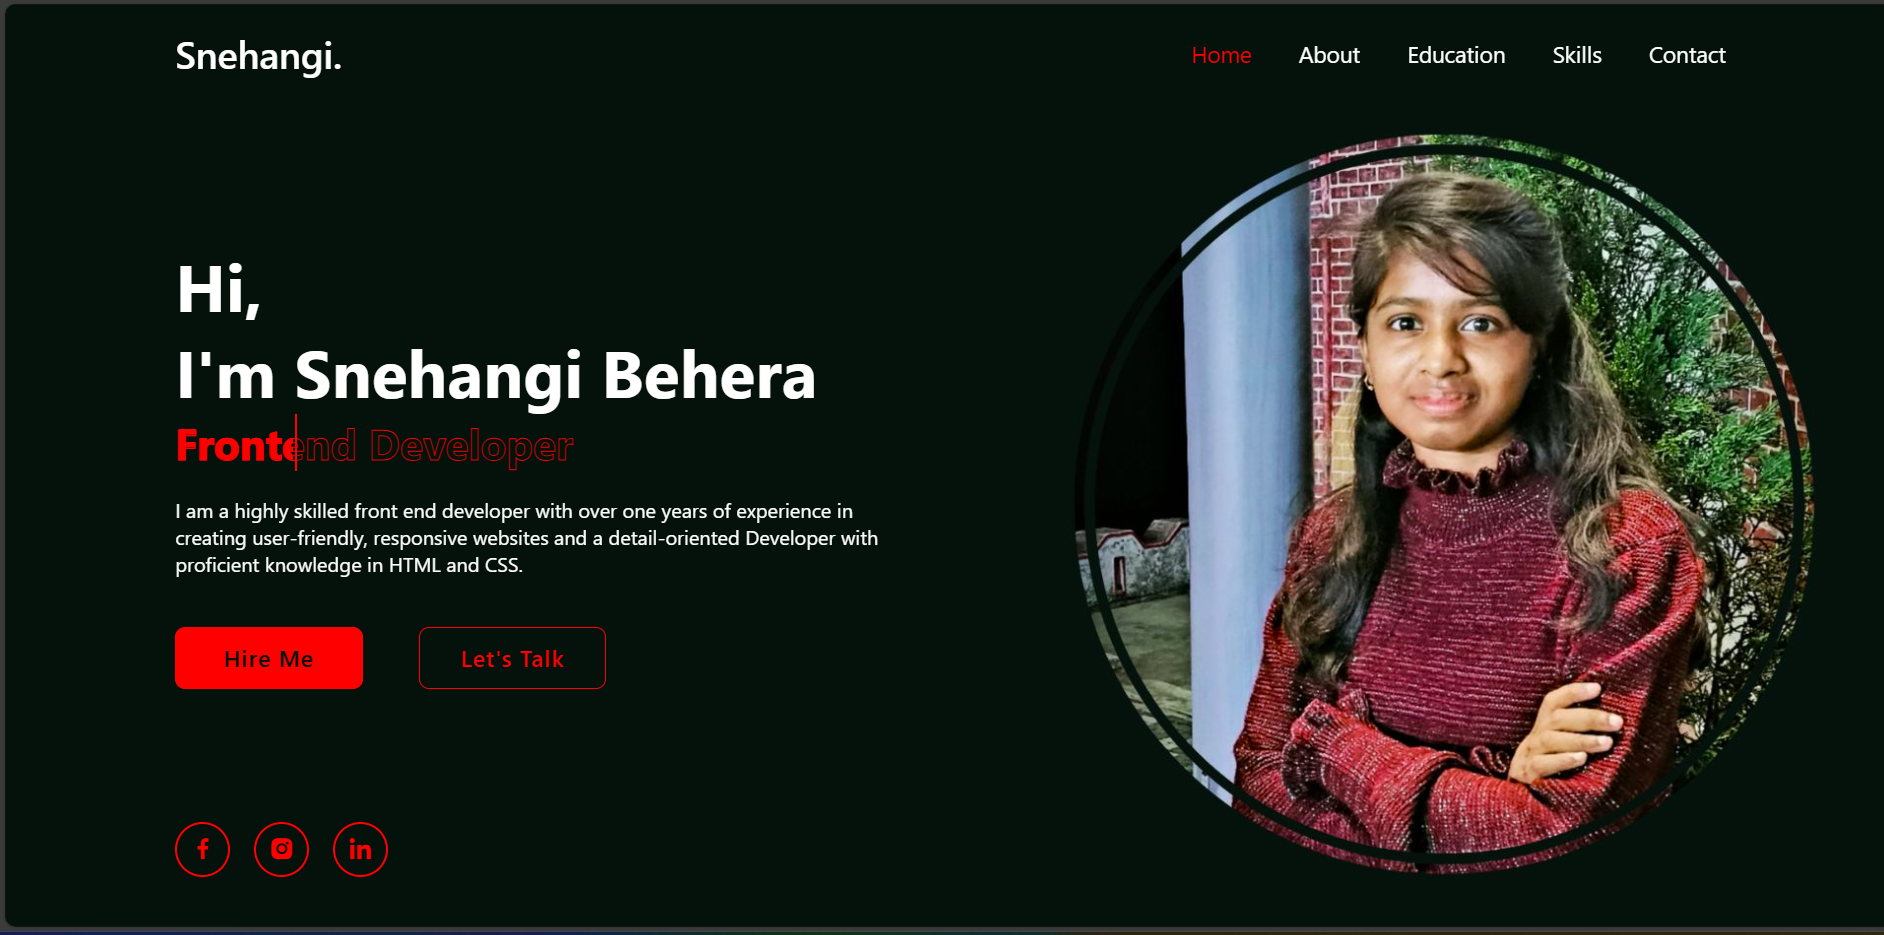 Snehangi.
Home About Education Skills Contact
Hi,
I'm Snehangi Behera
Frontend Developer
I am a highly skilled front end developer with over one years of experience in
creating user-friendly, responsive websites and a detail-oriented Developer with
proficient knowledge in HTML and CSS.
Hire Me Let's Talk